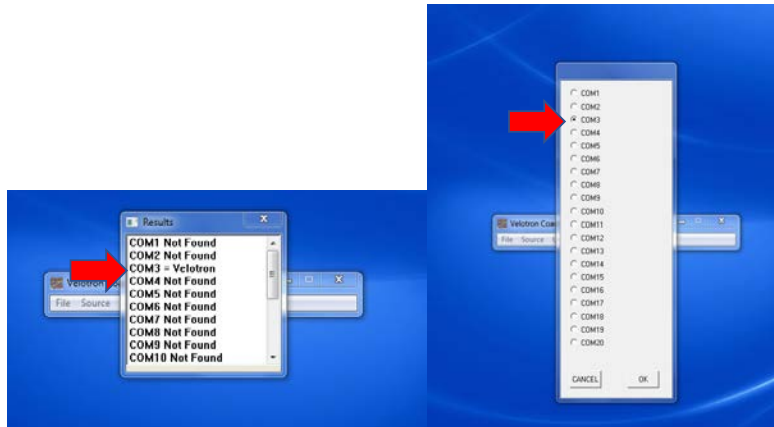 Results
X
COM1 Not Found
COM2 Not Found
COM3 = Velotron
COM4 Not Found
COM5 Not Found
COM6 Not Found
COM7 Not Found
COM8 Not Found
COM9 Not Found
COM10 Not Found
Velotron
File Source
COM1
COM2
COM3
COM4
COM5
COM6
COM7
COM8
COM9
COM10
COM11
COM12
COM13
COM14
COM15
COM16
COM17
COM18
COM19
COM20
CANCEL OK
Velotron
File Source